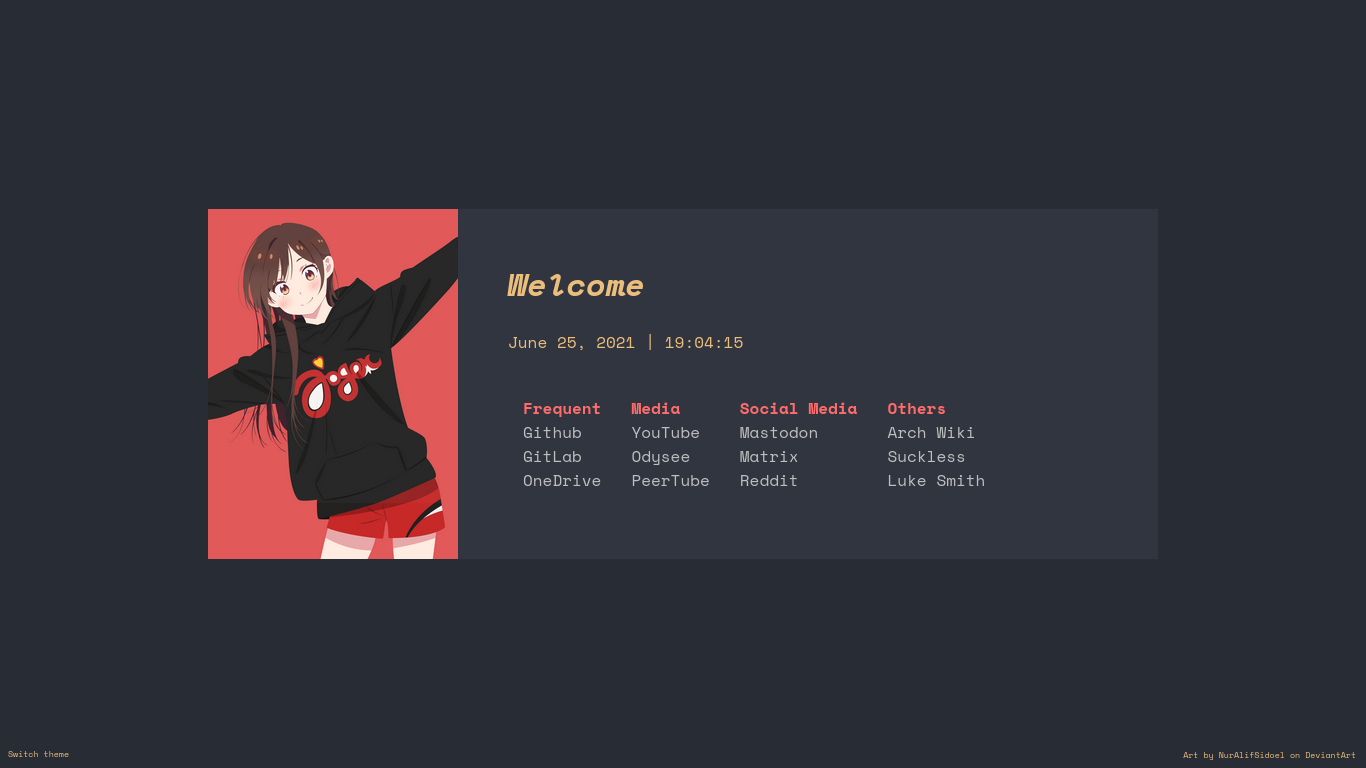 Welcome
June 25, 2021 | 19:04:15
Frequent Media Social Media Others
Github YouTube Mastodon Arch Wiki
GitLab Odysee Matrix Suckless
OneDrive PeerTube Reddit Luke Smith
Switch theme
Art by NurAlifSidoel on DeviantArt